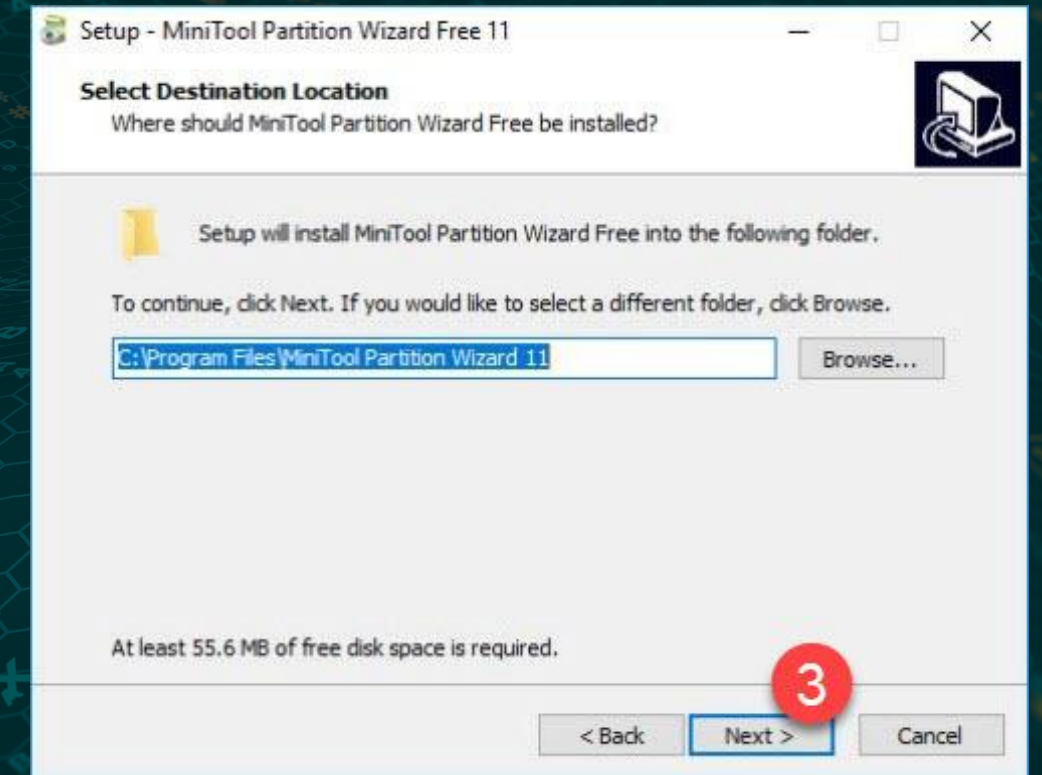 Setup - MiniTool Partition Wizard Free 11
Select Destination Location
Where should MiniTool Partition Wizard Free be installed?
Setup will install MiniTool Partition Wizard Free into the following folder.
To continue, click Next. If you would like to select a different folder, click Browse.
C:\Program Files\MiniTool Partition Wizard 11
Browse...
At least 55.6 MB of free disk space is required.
3
< Back
Next >
Cancel